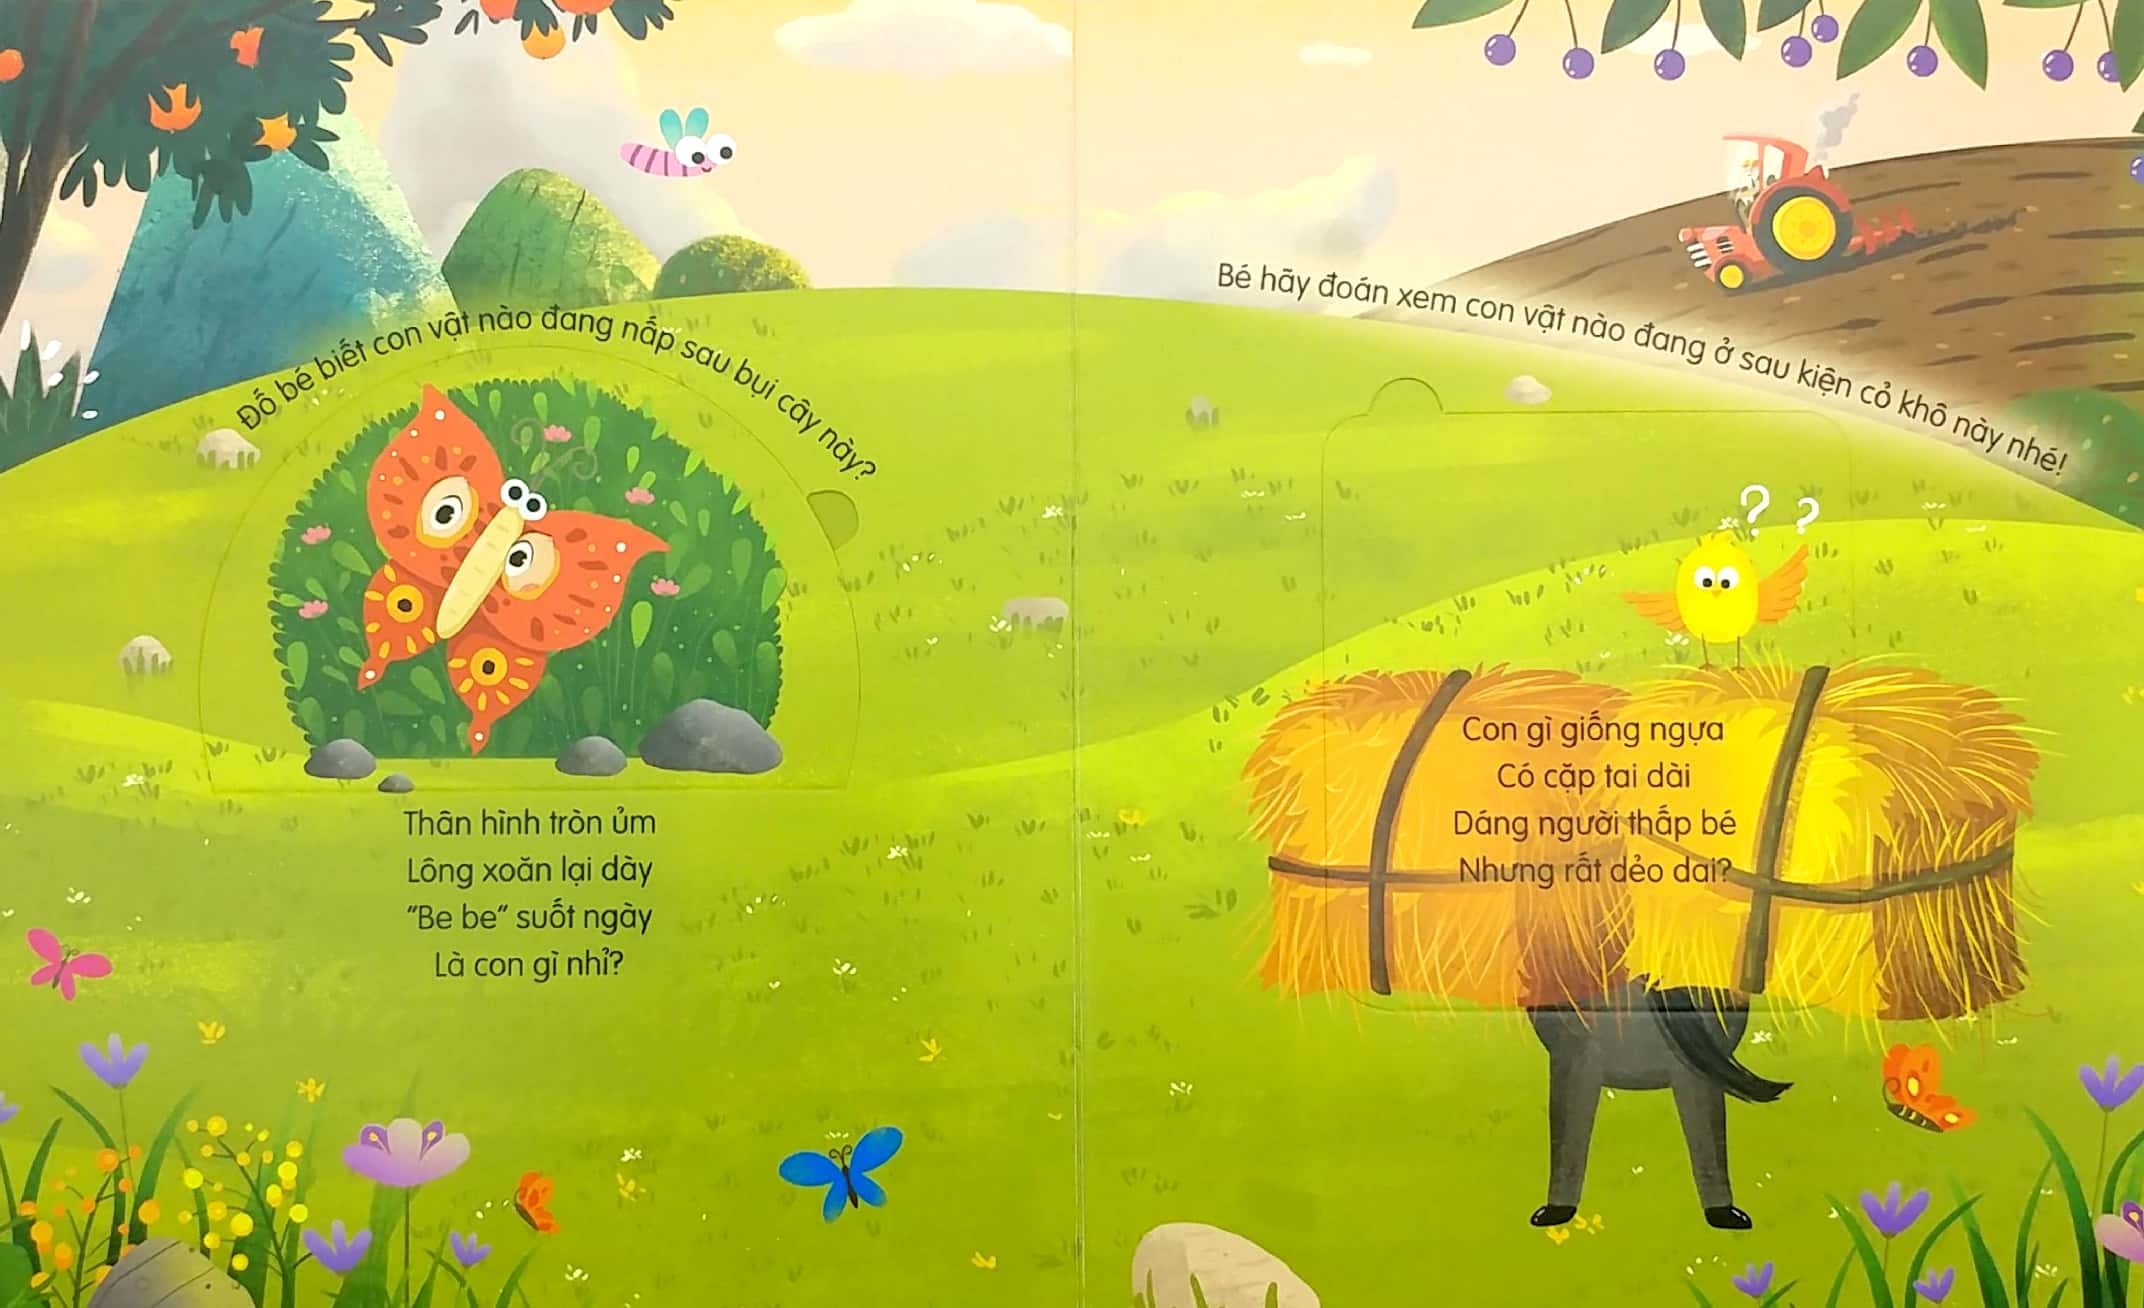 Đố bé biết con vật nào đang nấp sau bụi cây này?
Thân hình tròn ủm
Lông xoăn lại dày
"Be be" suốt ngày
Là con gì nhỉ?
Bé hãy đoán xem con vật nào đang ở sau kiện cỏ khô này nhé!
? ?
Con gì giống ngựa
Có cặp tai dài
Dáng người thấp bé
Nhưng rất dẻo dai?